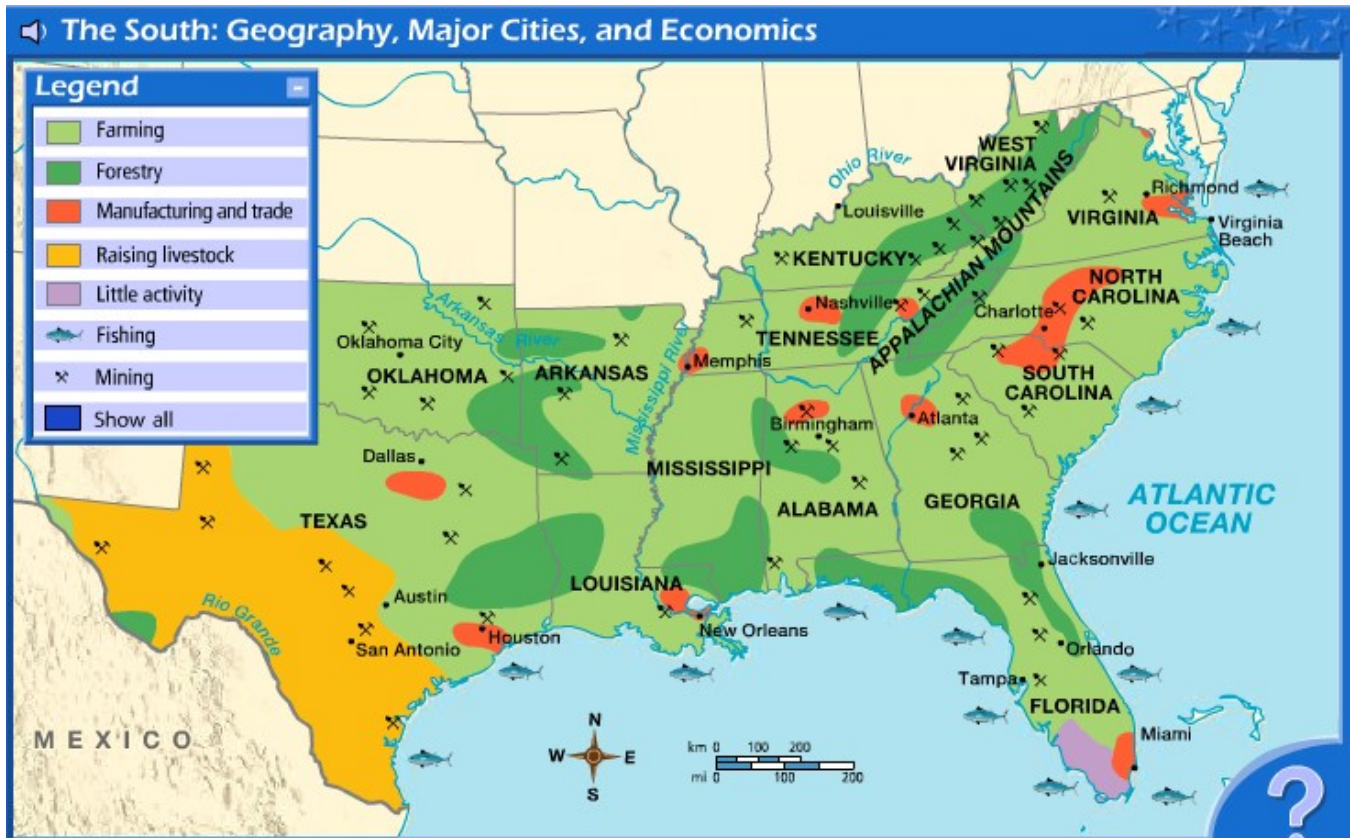 The South: Geography, Major Cities, and Economics
Legend
Farming
Forestry
Manufacturing and trade
Raising livestock
Little activity
Fishing
Mining
Show all
WEST
VIRGINIA
Ohio River
Louisville
APPALACHIAN MOUNTAINS
Richmond
VIRGINIA
Virginia
Beach
KENTUCKY
NORTH
CAROLINA
Nashville
Charlotte
TENNESSEE
Arkansas River
Oklahoma City
OKLAHOMA
ARKANSAS
Mississippi River
Memphis
SOUTH
CAROLINA
Birmingham
Atlanta
Dallas
MISSISSIPPI
ALABAMA
GEORGIA
ATLANTIC
OCEAN
TEXAS
Jacksonville
LOUISIANA
Austin
Rio Grande
San Antonio
Houston
New Orleans
Orlando
Tampa
FLORIDA
Miami
MEXICO
N
W E
S
km 0 100 200
mi 0 100 200
?